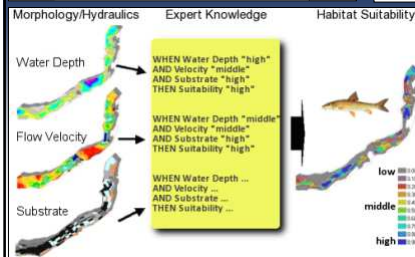 Morphology/Hydraulics
Expert Knowledge
Habitat Suitability
Water Depth
Flow Velocity
Substrate
WHEN Water Depth "high"
AND Velocity "middle"
AND Substrate "high"
THEN Suitability "high"
WHEN Water Depth "middle"
AND Velocity "middle"
AND Substrate "high"
THEN Suitability "high"
WHEN Water Depth ...
AND Velocity ...
AND Substrate ...
THEN Suitability ...
low
middle
high